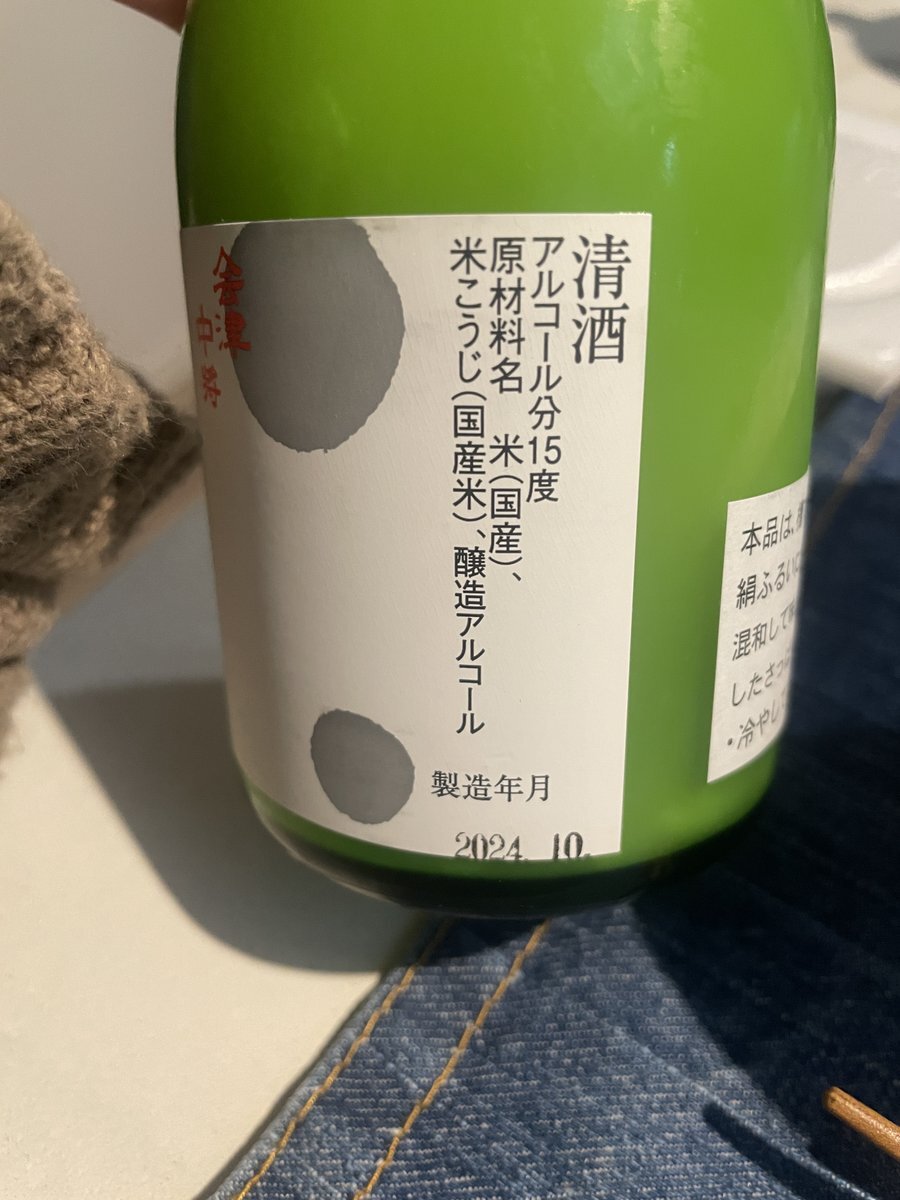 清酒
アルコール分15度
原材料名　米(国産)、
米こうじ(国産米)、醸造アルコール
製造年月
2024. 10.
会津
中将
本品は、
絹ふるい
混和して
したさっ
・冷やし